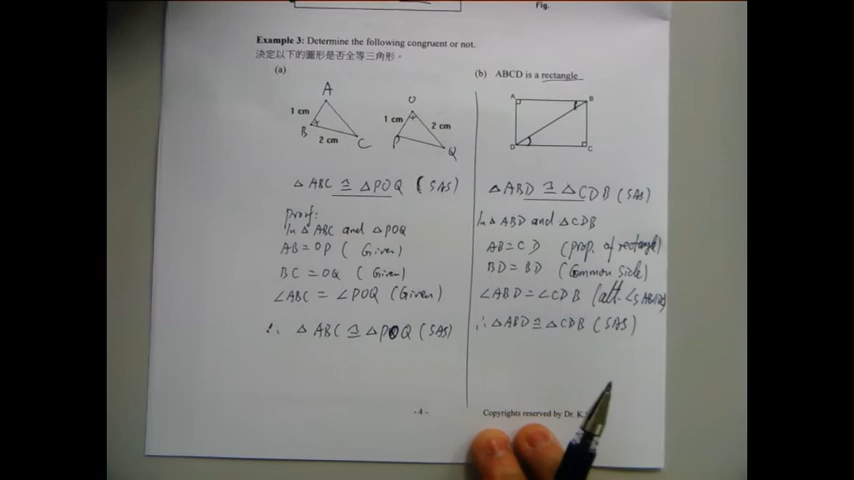 Fig.
Example 3: Determine the following congruent or not.
決定以下的圖形是否全等三角形。
(a)
A
1 cm
B
2 cm
C
O
1 cm
2 cm
P
Q
△ABC ≅ △POQ (SAS)
proof:
In △ABC and △POQ
AB = OP (Given)
BC = OQ (Given)
∠ABC = ∠POQ (Given)
∴ △ABC ≅ △POQ (SAS)
(b) ABCD is a rectangle
A
B
D
C
△ABD ≅ △CDB (SAS)
In △ABD and △CDB
AB = CD (prop. of rectangle)
BD = BD (Common side)
∠ABD = ∠CDB (alt. ∠s
∴ △ABD ≅ △CDB (SAS)
- 4 -
Copyrights reserved by Dr. K.